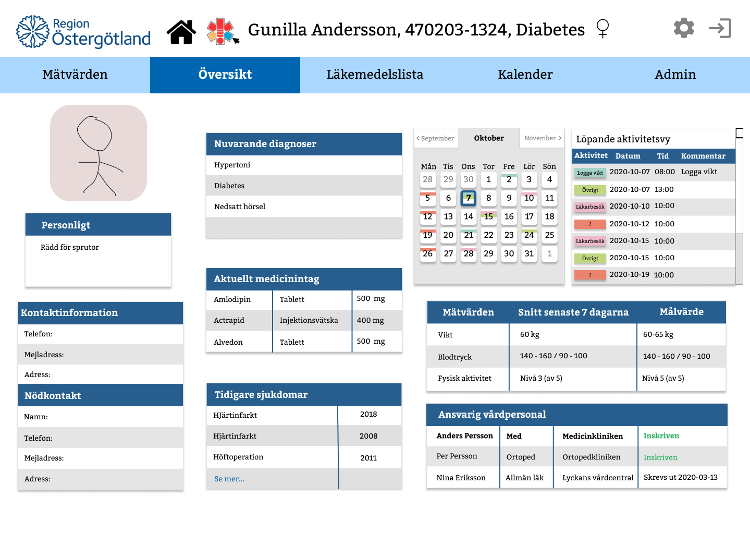 Region
Östergötland
Gunilla Andersson, 470203-1324, Diabetes
Mätvärden
Översikt
Läkemedelslista
Kalender
Admin
Personligt
Rädd för sprutor
Kontaktinformation
Telefon:
Mejladress:
Adress:
Nödkontakt
Namn:
Telefon:
Mejladress:
Adress:
Nuvarande diagnoser
Hypertoni
Diabetes
Nedsatt hörsel
Aktuellt medicinintag
Amlodipin Tablett 500 mg
Actrapid Injektionsvätska 400 mg
Alvedon Tablett 500 mg
Tidigare sjukdomar
Hjärtinfarkt 2018
Hjärtinfarkt 2008
Höftoperation 2011
Se mer...
< September Oktober November >
Mån Tis Ons Tor Fre Lör Sön
28 29 30 1 2 3 4
5 6 7 8 9 10 11
12 13 14 15 16 17 18
19 20 21 22 23 24 25
26 27 28 29 30 31 1
Löpande aktivitetsvy
Aktivitet Datum Tid Kommentar
Logga vikt 2020-10-07 08:00 Logga vikt
Övrigt 2020-10-07 13:00
Läkarbesök 2020-10-10 10:00
2020-10-12 08:00
Läkarbesök 2020-10-15 10:00
Övrigt 2020-10-15 10:00
2020-10-19 10:00
Mätvärden Snitt senaste 7 dagarna Målvärde
Vikt 60 kg 60-65 kg
Blodtryck 140 - 160 / 90 - 100 140 - 160 / 90 - 100
Fysisk aktivitet Nivå 3 (av 5) Nivå 5 (av 5)
Ansvarig vårdpersonal
Anders Persson Med Medicinkliniken Inskriven
Per Persson Ortoped Ortopedkliniken Inskriven
Nina Eriksson Allmän läk Lyckans vårdcentral Skrevs ut 2020-03-13